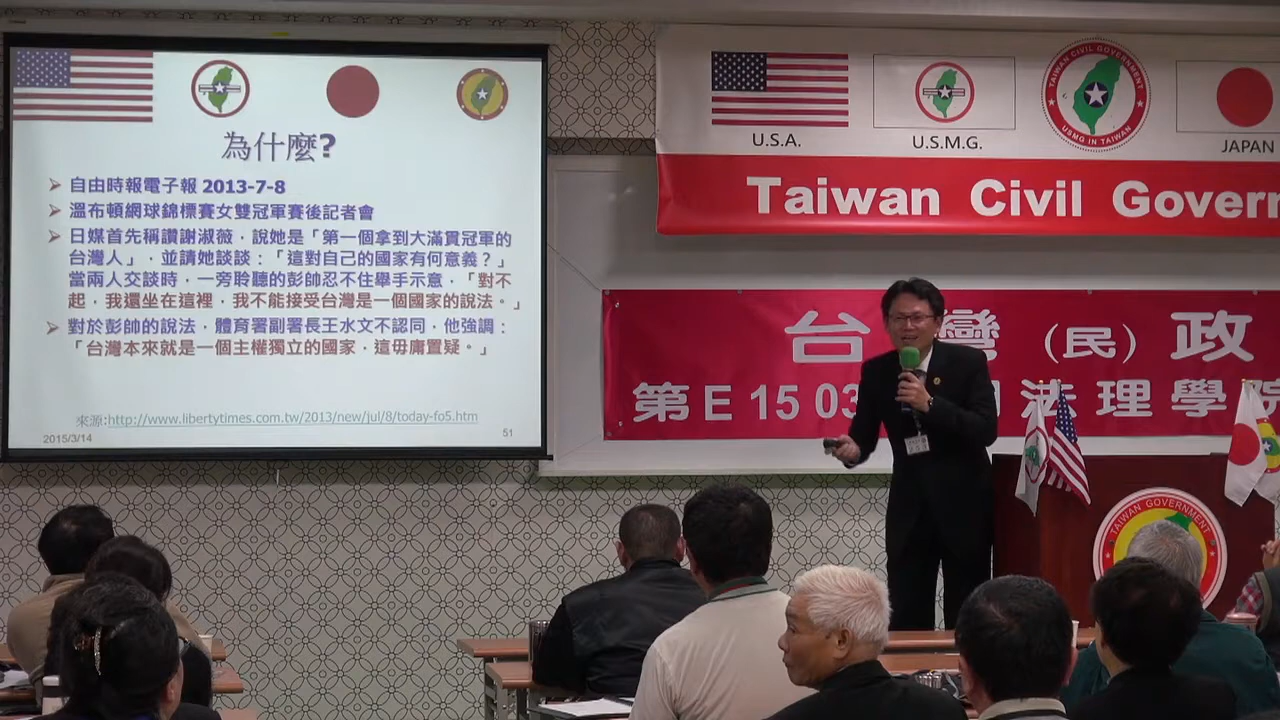 為什麼?
自由時報電子報 2013-7-8
溫布頓網球錦標賽女雙冠軍賽後記者會
日媒首先稱讚謝淑薇，說她是「第一個拿到大滿貫冠軍的
台灣人」，並請她談談：「這對自己的國家有何意義？」
當兩人交談時，一旁聆聽的彭帥忍不住舉手示意，「對不
起，我還坐在這裡，我不能接受台灣是一個國家的說法。」
對於彭帥的說法，體育署副署長王水文不認同，他強調：
「台灣本來就是一個主權獨立的國家，這毋庸置疑。」
來源:http://www.libertytimes.com.tw/2013/new/jul/8/today-fo5.htm
2015/3/14
51
TAIWAN CIVIL GOVERNMENT
USMG IN TAIWAN
U.S.A.
U.S.M.G.
JAPAN
Taiwan Civil Govern
台灣（民）政
第E 15 03 法理學院
TAIWAN GOVERNMENT